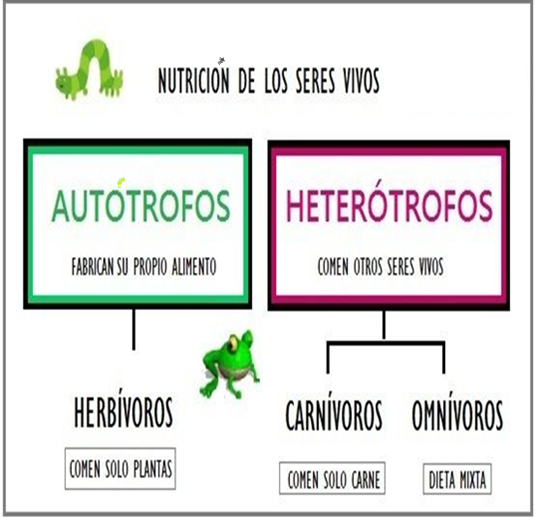 NUTRICIÓN DE LOS SERES VIVOS
AUTÓTROFOS
FABRICAN SU PROPIO ALIMENTO
HETERÓTROFOS
COMEN OTROS SERES VIVOS
HERBÍVOROS
COMEN SOLO PLANTAS
CARNÍVOROS
COMEN SOLO CARNE
OMNÍVOROS
DIETA MIXTA